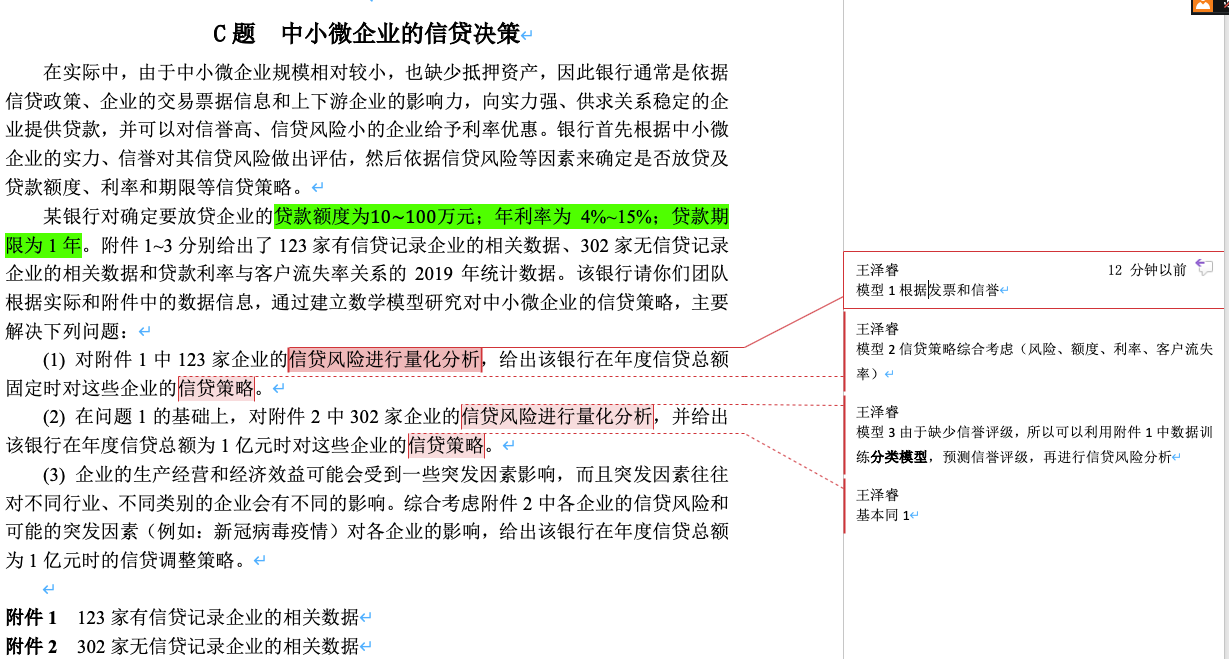 C 题 中小微企业的信贷决策
在实际中，由于中小微企业规模相对较小，也缺少抵押资产，因此银行通常是依据
信贷政策、企业的交易票据信息和上下游企业的影响力，向实力强、供求关系稳定的企
业提供贷款，并可以对信誉高、信贷风险小的企业给予利率优惠。银行首先根据中小微
企业的实力、信誉对其信贷风险做出评估，然后依据信贷风险等因素来确定是否放贷及
贷款额度、利率和期限等信贷策略。
某银行对确定要放贷企业的贷款额度为10~100万元；年利率为 4%~15%；贷款期
限为 1 年。附件 1~3 分别给出了 123 家有信贷记录企业的相关数据、302 家无信贷记录
企业的相关数据和贷款利率与客户流失率关系的 2019 年统计数据。该银行请你们团队
根据实际和附件中的数据信息，通过建立数学模型研究对中小微企业的信贷策略，主要
解决下列问题：
(1) 对附件 1 中 123 家企业的信贷风险进行量化分析，给出该银行在年度信贷总额
固定时对这些企业的信贷策略。
(2) 在问题 1 的基础上，对附件 2 中 302 家企业的信贷风险进行量化分析，并给出
该银行在年度信贷总额为 1 亿元时对这些企业的信贷策略。
(3) 企业的生产经营和经济效益可能会受到一些突发因素影响，而且突发因素往往
对不同行业、不同类别的企业会有不同的影响。综合考虑附件 2 中各企业的信贷风险和
可能的突发因素（例如：新冠病毒疫情）对各企业的影响，给出该银行在年度信贷总额
为 1 亿元时的信贷调整策略。
附件 1 123 家有信贷记录企业的相关数据
附件 2 302 家无信贷记录企业的相关数据
王泽睿 12 分钟以前
模型 1 根据发票和信誉
王泽睿
模型 2 信贷策略综合考虑（风险、额度、利率、客户流失
率）
王泽睿
模型 3 由于缺少信誉评级，所以可以利用附件 1 中数据训
练分类模型，预测信誉评级，再进行信贷风险分析
王泽睿
基本同 1